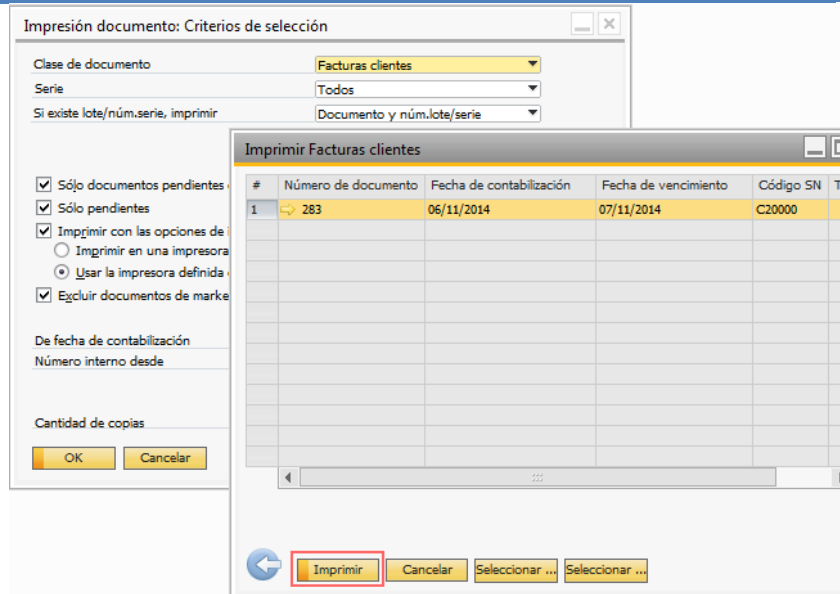 Impresión documento: Criterios de selección
Clase de documento Facturas clientes
Serie Todos
Si existe lote/núm.serie, imprimir Documento y núm.lote/serie
Sólo documentos pendientes
Sólo pendientes
Imprimir con las opciones de
Imprimir en una impresora
Usar la impresora definida
Excluir documentos de marke
De fecha de contabilización
Número interno desde
Cantidad de copias
OK Cancelar
Imprimir Facturas clientes
# Número de documento Fecha de contabilización Fecha de vencimiento Código SN T
1 283 06/11/2014 07/11/2014 C20000
Imprimir Cancelar Seleccionar ... Seleccionar ...